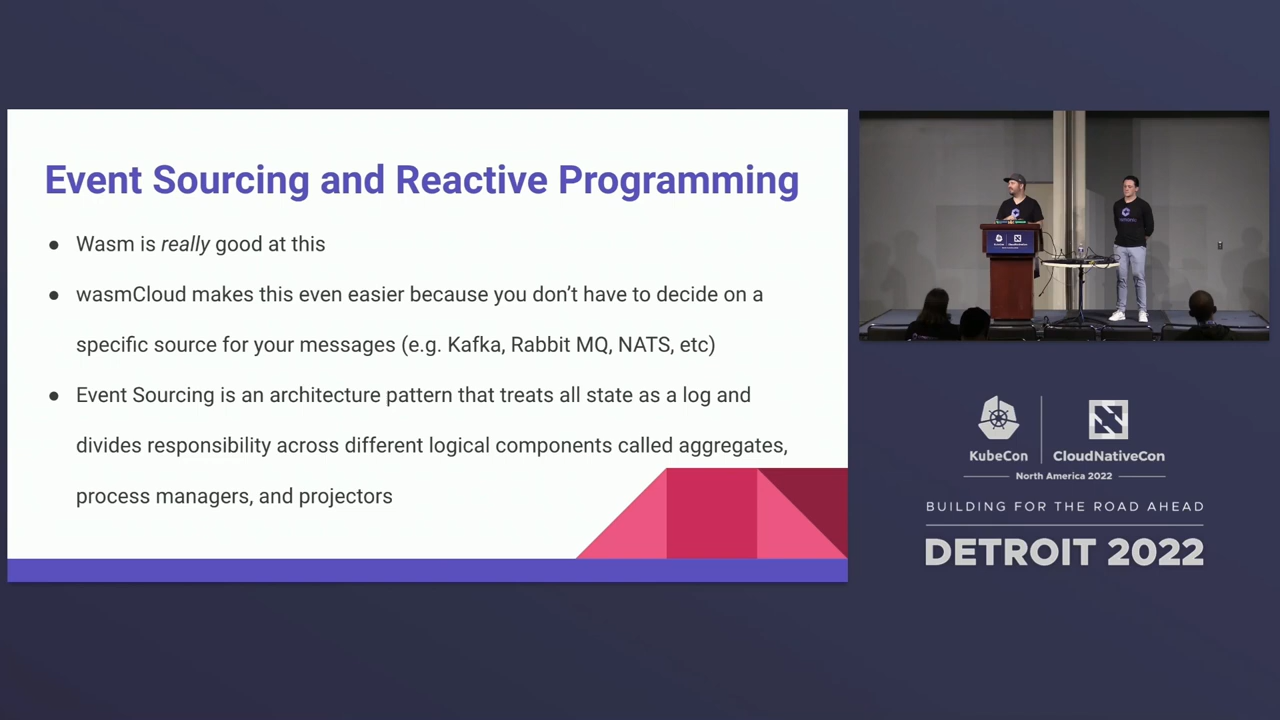 Event Sourcing and Reactive Programming
● Wasm is really good at this
● wasmCloud makes this even easier because you don’t have to decide on a
specific source for your messages (e.g. Kafka, Rabbit MQ, NATS, etc)
● Event Sourcing is an architecture pattern that treats all state as a log and
divides responsibility across different logical components called aggregates,
process managers, and projectors
KubeCon CloudNativeCon
North America 2022
BUILDING FOR THE ROAD AHEAD
DETROIT 2022